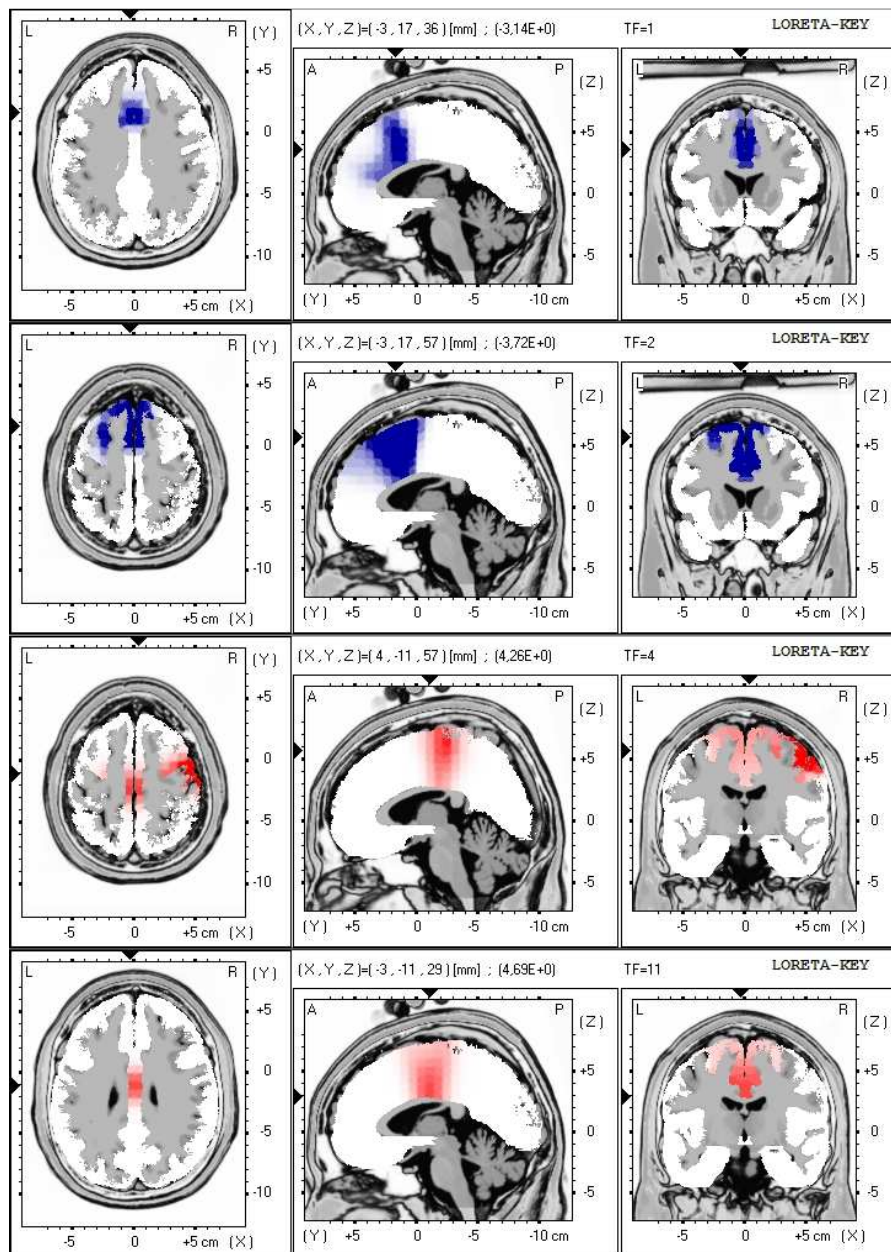 L R (Y) (X,Y,Z)=(-3,17,36)[mm] ; (-3,14E+0) TF=1 LORETA-KEY
+5 0 -5 -10
-5 0 +5 cm (X)
A P (Z)
+5 0 -5
(Y) +5 0 -5 -10 cm
L R (Z)
+5 0 -5
-5 0 +5 cm (X)
L R (Y) (X,Y,Z)=(-3,17,57)[mm] ; (-3,72E+0) TF=2 LORETA-KEY
+5 0 -5 -10
-5 0 +5 cm (X)
A P (Z)
+5 0 -5
(Y) +5 0 -5 -10 cm
L R (Z)
+5 0 -5
-5 0 +5 cm (X)
L R (Y) (X,Y,Z)=(4,-11,57)[mm] ; (4,26E+0) TF=4 LORETA-KEY
+5 0 -5 -10
-5 0 +5 cm (X)
A P (Z)
+5 0 -5
(Y) +5 0 -5 -10 cm
L R (Z)
+5 0 -5
-5 0 +5 cm (X)
L R (Y) (X,Y,Z)=(-3,-11,29)[mm] ; (4,69E+0) TF=11 LORETA-KEY
+5 0 -5 -10
-5 0 +5 cm (X)
A P (Z)
+5 0 -5
(Y) +5 0 -5 -10 cm
L R (Z)
+5 0 -5
-5 0 +5 cm (X)